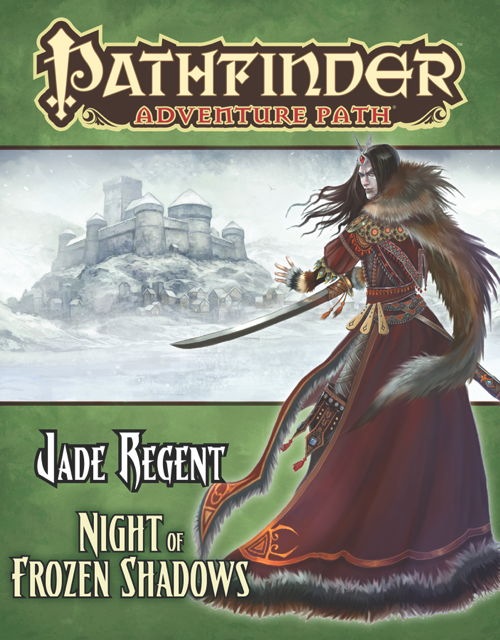 PATHFINDER
ADVENTURE PATH®
JADE REGENT
NIGHT OF
FROZEN SHADOWS